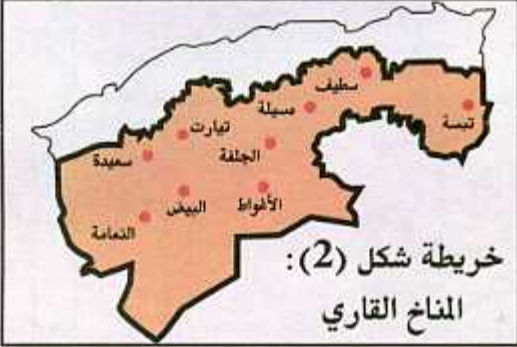 سطيف
مسيلة
تبسة
تيارت
الجلفة
سعيدة
البيض
الأغواط
النعامة
خريطة شكل (2):
المناخ القاري